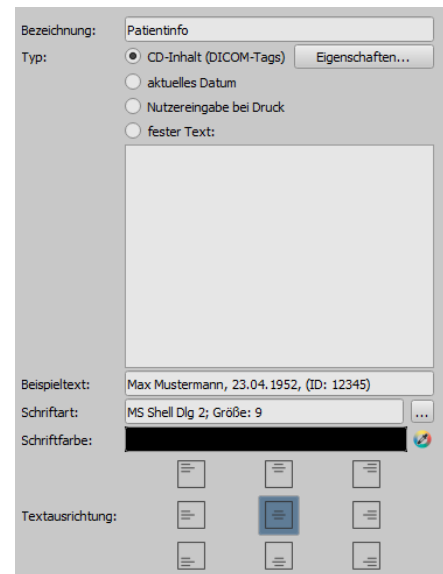 Bezeichnung: Patientinfo
Typ: CD-Inhalt (DICOM-Tags) Eigenschaften...
aktuelles Datum
Nutzereingabe bei Druck
fester Text:
Beispieltext: Max Mustermann, 23.04.1952, (ID: 12345)
Schriftart: MS Shell Dlg 2; Größe: 9 ...
Schriftfarbe:
Textausrichtung: